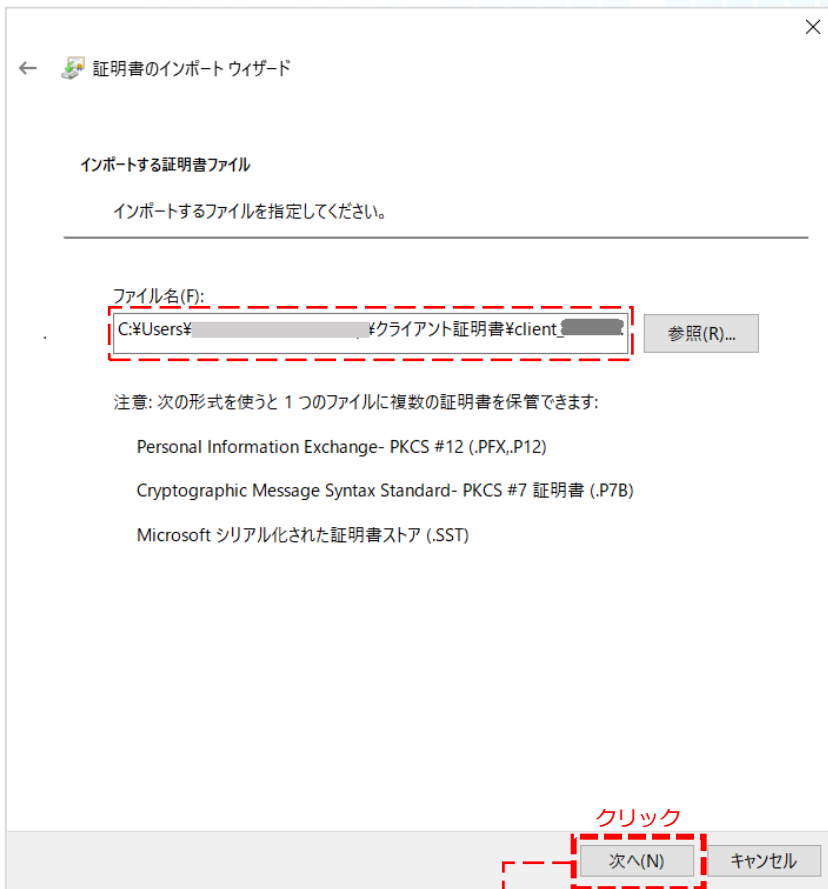 証明書のインポート ウィザード
インポートする証明書ファイル
インポートするファイルを指定してください。
ファイル名(F):
C:¥Users¥ ¥クライアント証明書¥client_
参照(R)...
注意: 次の形式を使うと 1 つのファイルに複数の証明書を保管できます:
Personal Information Exchange- PKCS #12 (.PFX,.P12)
Cryptographic Message Syntax Standard- PKCS #7 証明書 (.P7B)
Microsoft シリアル化された証明書ストア (.SST)
クリック
次へ(N)
キャンセル